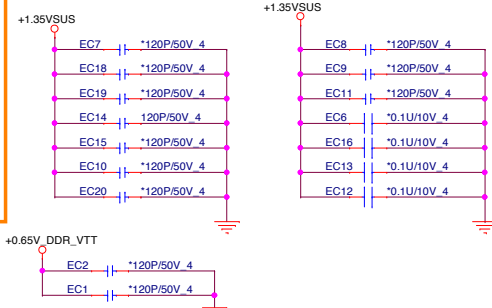 +1.35VSUS
EC7 *120P/50V_4
EC18 *120P/50V_4
EC19 *120P/50V_4
EC14 120P/50V_4
EC15 *120P/50V_4
EC10 *120P/50V_4
EC20 *120P/50V_4
+1.35VSUS
EC8 *120P/50V_4
EC9 *120P/50V_4
EC11 *120P/50V_4
EC6 *0.1U/10V_4
EC16 *0.1U/10V_4
EC13 *0.1U/10V_4
EC12 *0.1U/10V_4
+0.65V_DDR_VTT
EC2 *120P/50V_4
EC1 *120P/50V_4